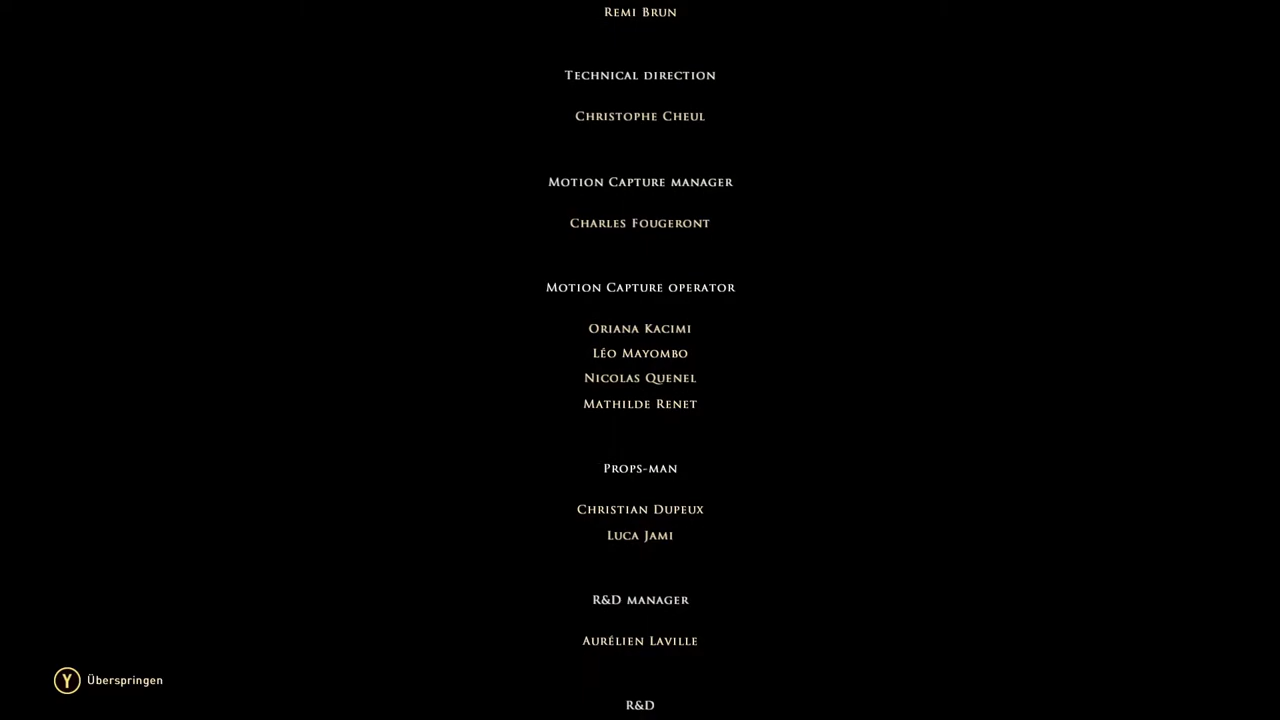 Remi Brun
Technical direction
Christophe Cheul
Motion Capture manager
Charles Fougeront
Motion Capture operator
Oriana Kacimi
Léo Mayombo
Nicolas Quenel
Mathilde Renet
Props-man
Christian Dupeux
Luca Jami
R&D manager
Aurélien Laville
Y Überspringen
R&D